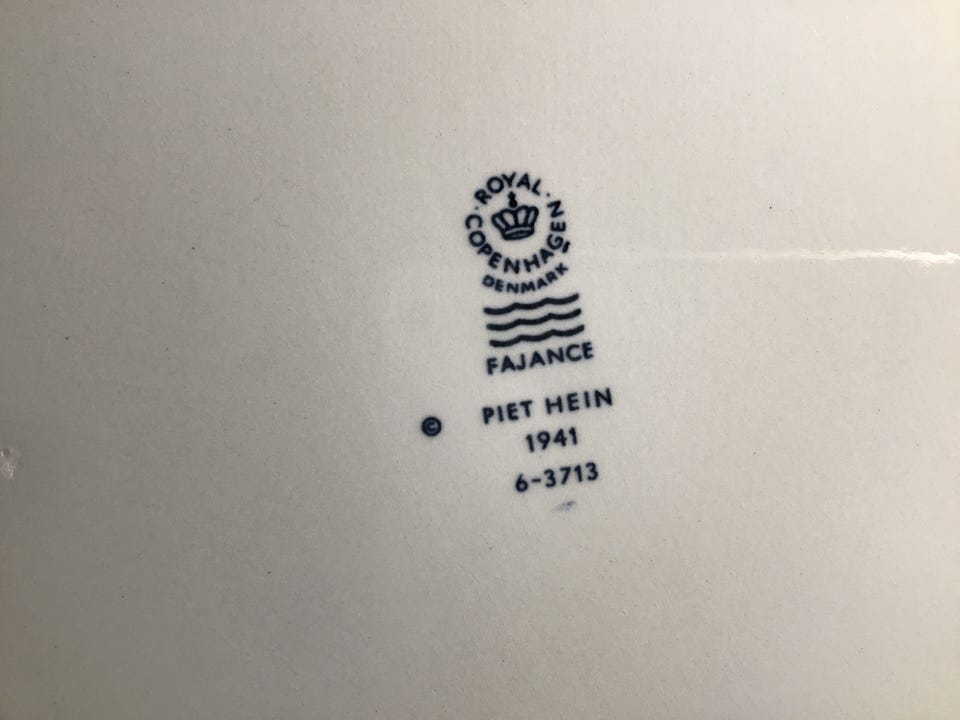 ROYAL
COPENHAGEN
DENMARK
FAJANCE
© PIET HEIN
1941
6-3713